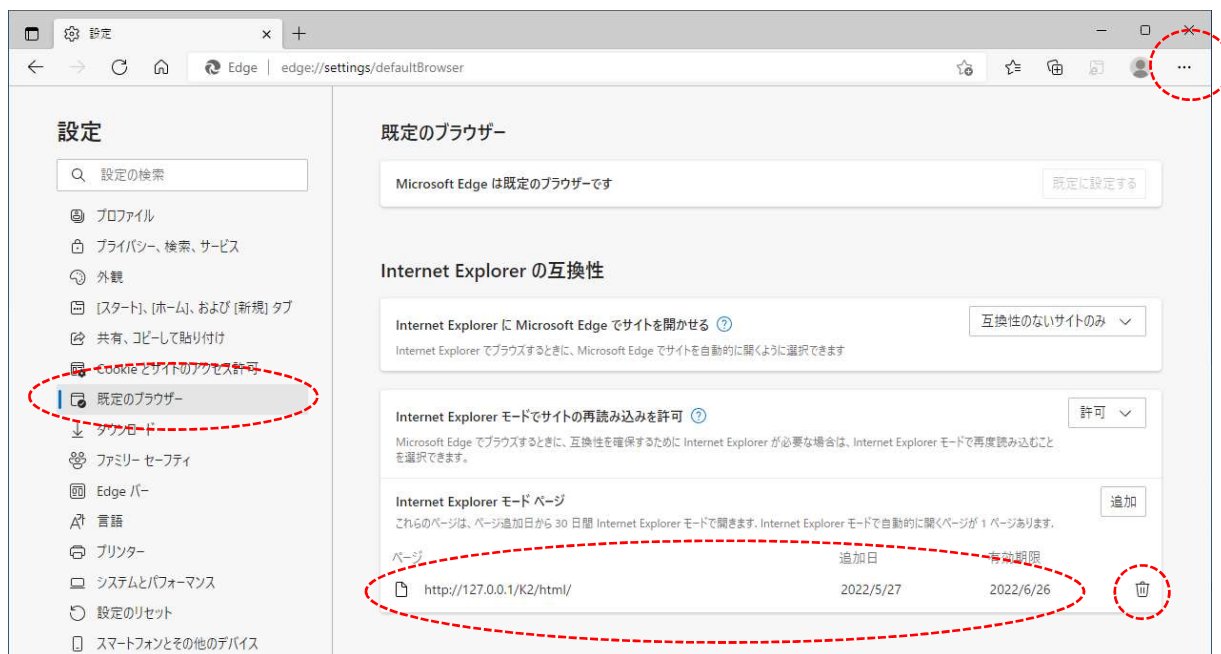 設定
Edge edge://settings/defaultBrowser
設定
設定の検索
プロファイル
プライバシー、検索、サービス
外観
[スタート]、[ホーム]、および [新規] タブ
共有、コピーして貼り付け
Cookie とサイトのアクセス許可
既定のブラウザー
ダウンロード
ファミリー セーフティ
Edge バー
言語
プリンター
システムとパフォーマンス
設定のリセット
スマートフォンとその他のデバイス
既定のブラウザー
Microsoft Edge は既定のブラウザーです
既定に設定する
Internet Explorer の互換性
Internet Explorer に Microsoft Edge でサイトを開かせる
互換性のないサイトのみ
Internet Explorer でブラウズするときに、Microsoft Edge でサイトを自動的に開くように選択できます
Internet Explorer モードでサイトの再読み込みを許可
許可
Microsoft Edge でブラウズするときに、互換性を確保するために Internet Explorer が必要な場合は、Internet Explorer モードで再度読み込むこと
を選択できます。
Internet Explorer モード ページ
追加
これらのページは、ページ追加日から 30 日間 Internet Explorer モードで開きます. Internet Explorer モードで自動的に開くページが 1 ページあります.
ページ 追加日 有効期限
http://127.0.0.1/K2/html/ 2022/5/27 2022/6/26